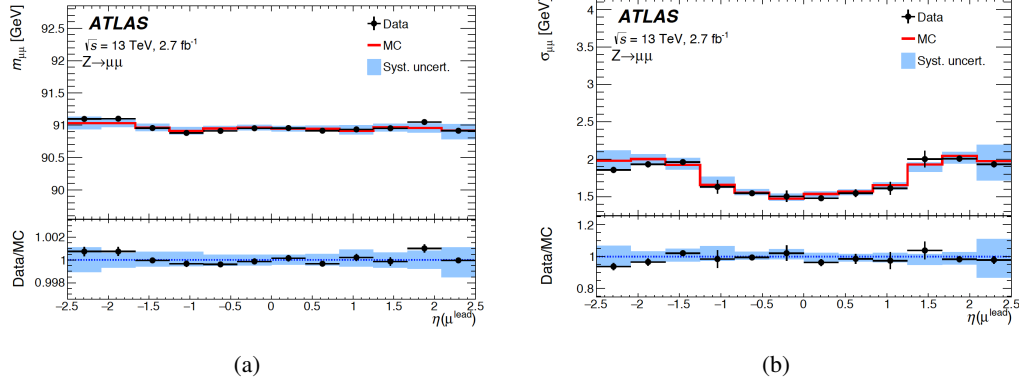 m_μμ [GeV]
92.5
92
91.5
91
90.5
90
ATLAS
√s = 13 TeV, 2.7 fb⁻¹
Z→μμ
Data
MC
Syst. uncert.
Data/MC
1.002
1
0.998
−2.5 −2 −1.5 −1 −0.5 0 0.5 1 1.5 2 2.5
η(μ^lead)
(a)
σ_μμ [GeV]
4
3.5
3
2.5
2
1.5
ATLAS
√s = 13 TeV, 2.7 fb⁻¹
Z→μμ
Data
MC
Syst. uncert.
Data/MC
1.2
1
0.8
−2.5 −2 −1.5 −1 −0.5 0 0.5 1 1.5 2 2.5
η(μ^lead)
(b)